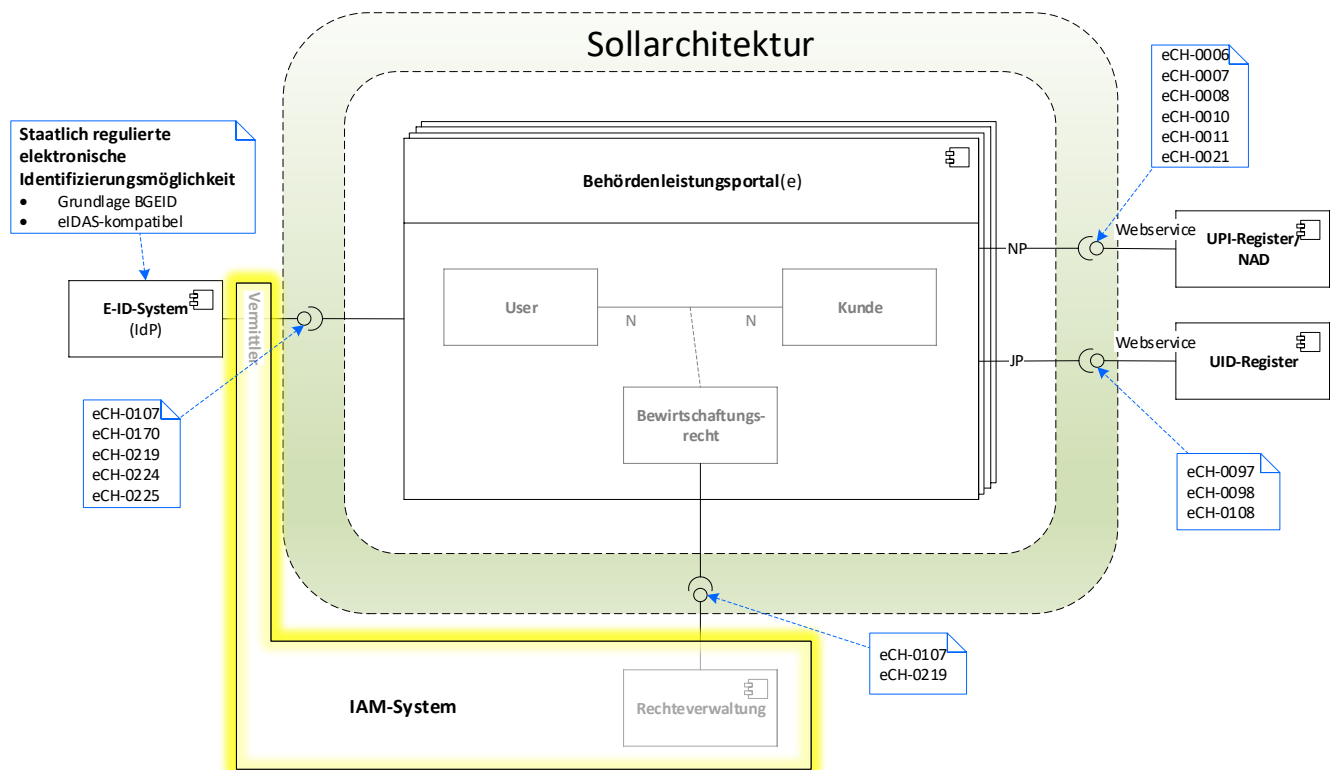 Sollarchitektur
Staatlich regulierte
elektronische
Identifizierungsmöglichkeit
• Grundlage BGEID
• eIDAS-kompatibel
E-ID-System
(IdP)
Vermittler
eCH-0107
eCH-0170
eCH-0219
eCH-0224
eCH-0225
Behördenleistungsportal(e)
User
N
N
Kunde
Bewirtschaftungs-
recht
NP
JP
eCH-0006
eCH-0007
eCH-0008
eCH-0010
eCH-0011
eCH-0021
Webservice
UPI-Register/
NAD
Webservice
UID-Register
eCH-0097
eCH-0098
eCH-0108
eCH-0107
eCH-0219
IAM-System
Rechteverwaltung